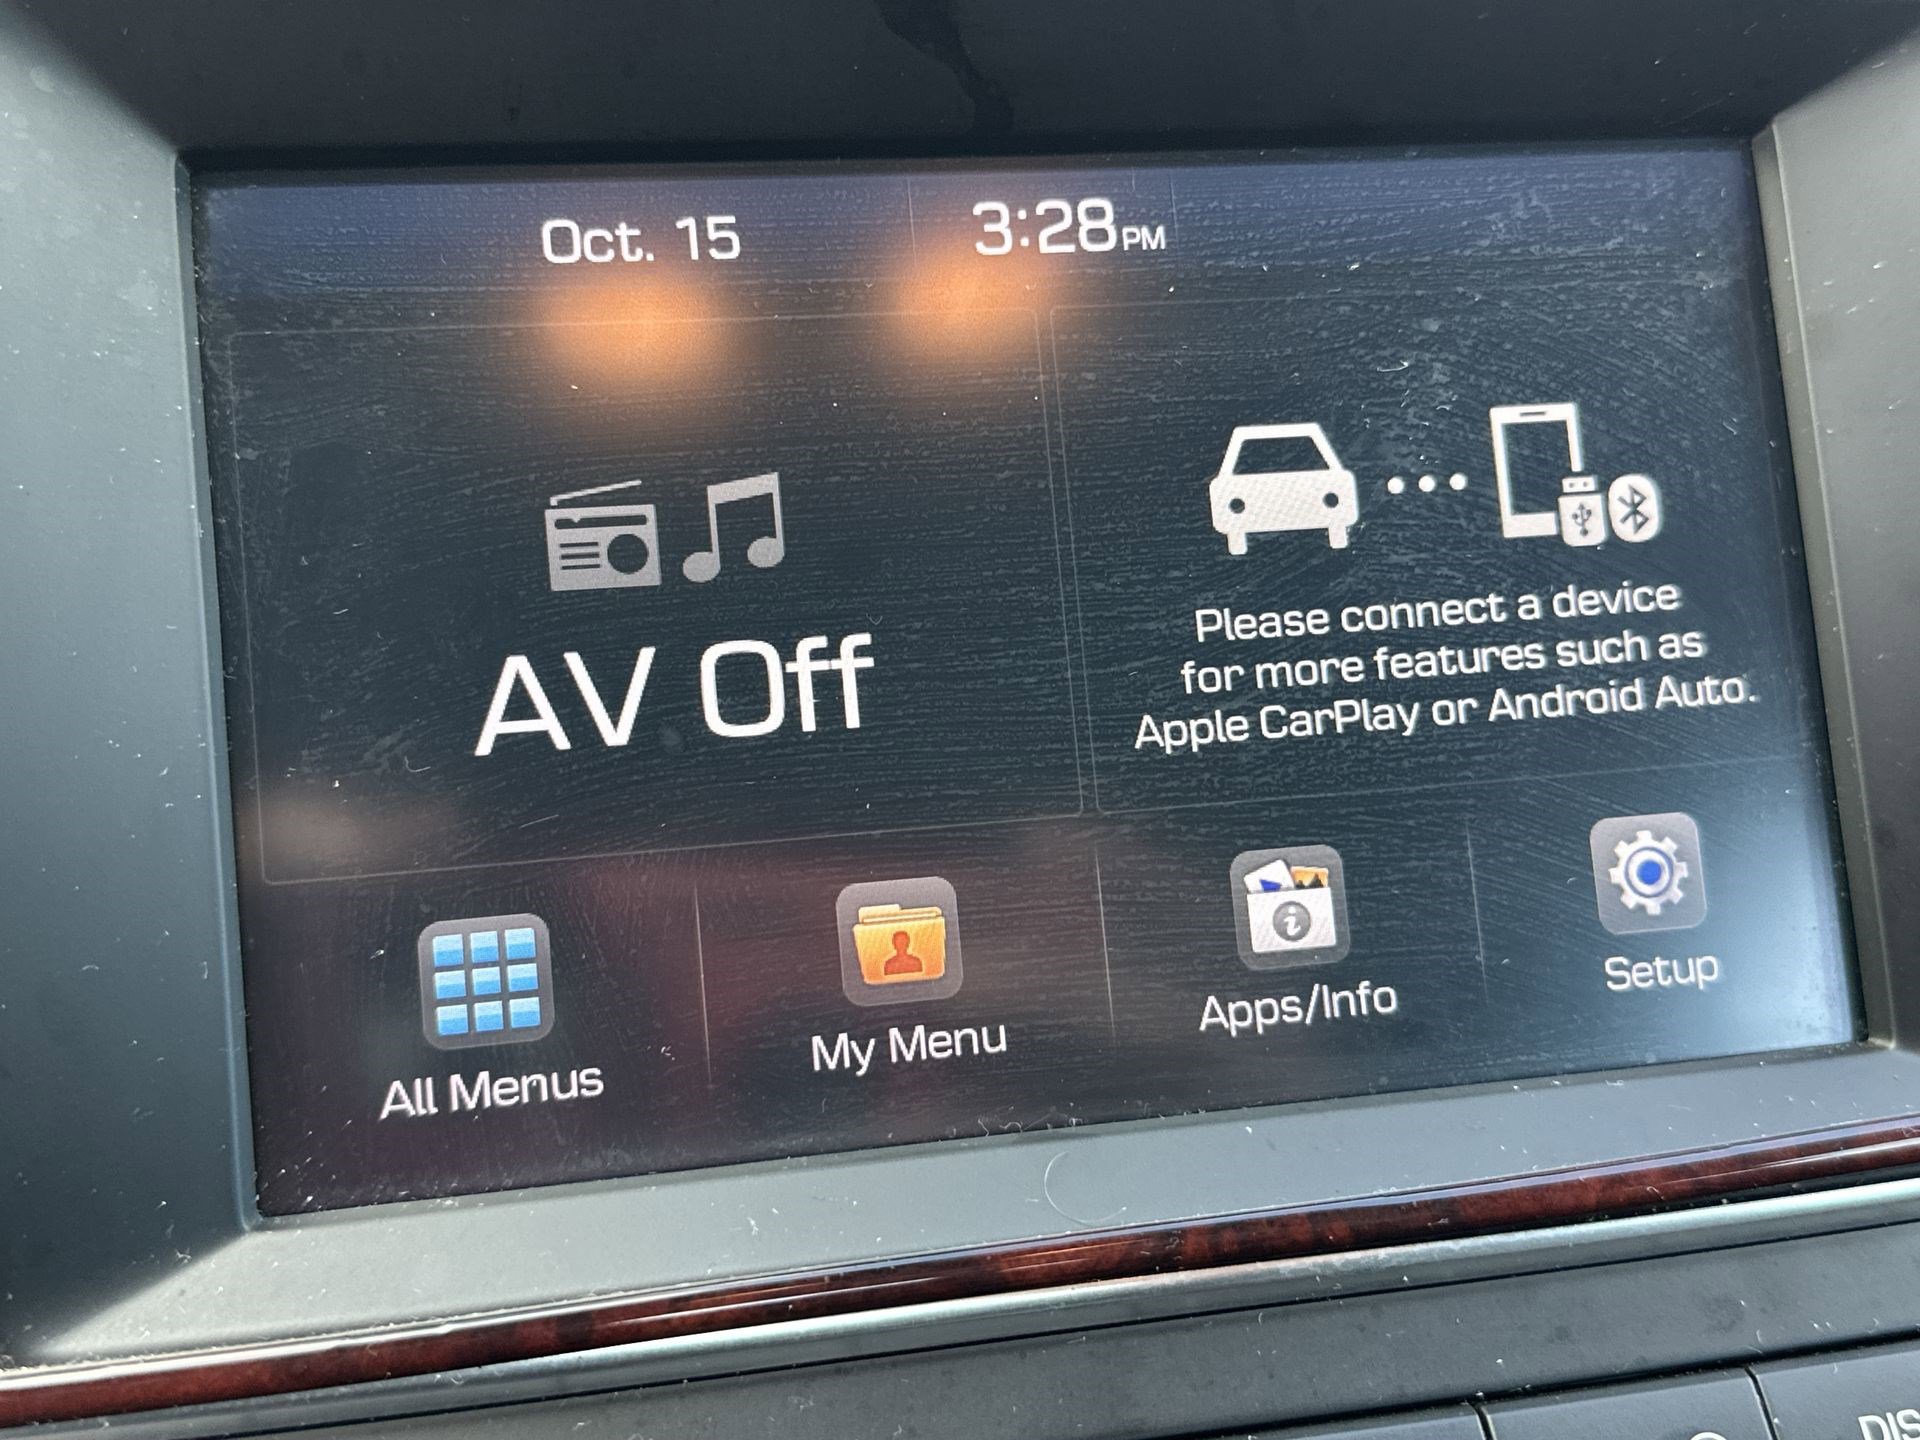 Oct. 15
3:28PM
AV Off
Please connect a device
for more features such as
Apple CarPlay or Android Auto.
All Menus
My Menu
Apps/Info
Setup